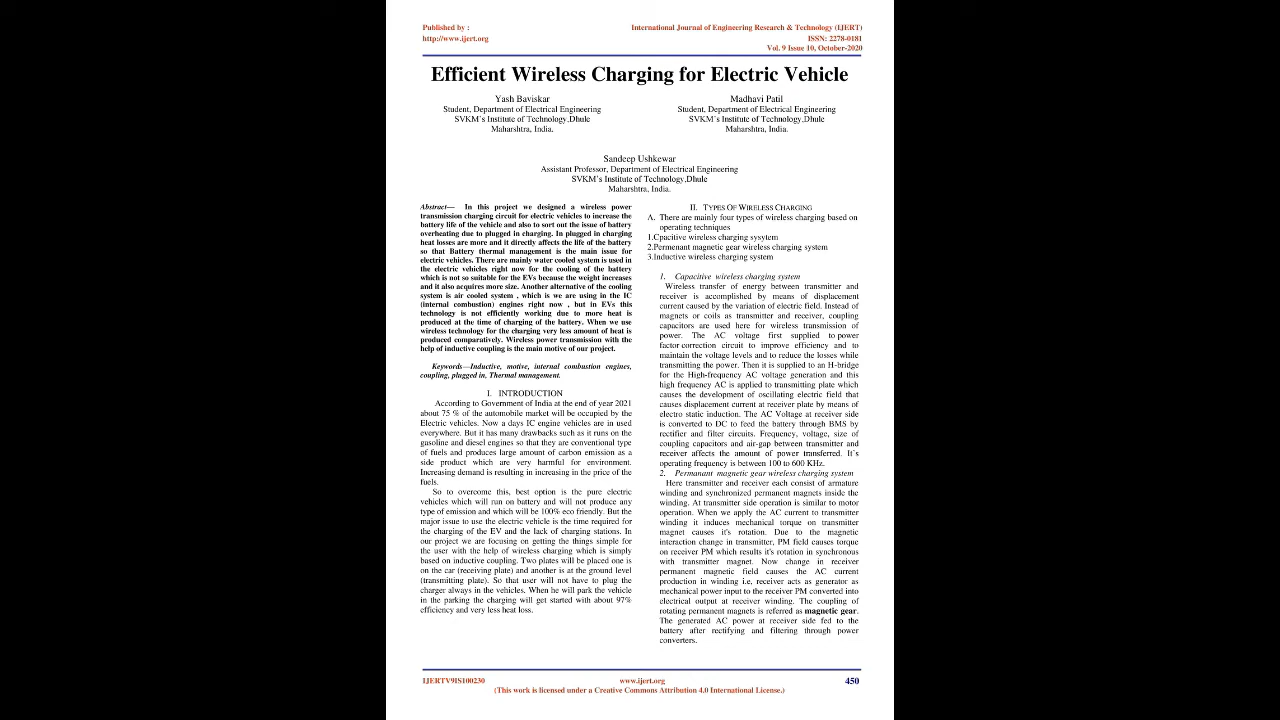 Published by :
http://www.ijert.org
International Journal of Engineering Research & Technology (IJERT)
ISSN: 2278-0181
Vol. 9 Issue 10, October-2020
Efficient Wireless Charging for Electric Vehicle
Yash Baviskar
Student, Department of Electrical Engineering
SVKM`s Institute of Technology,Dhule
Maharshtra, India.
Madhavi Patil
Student, Department of Electrical Engineering
SVKM`s Institute of Technology,Dhule
Maharshtra, India.
Sandeep Ushkewar
Assistant Professor, Department of Electrical Engineering
SVKM`s Institute of Technology,Dhule
Maharshtra, India.
Abstract— In this project we designed a wireless power
transmission charging circuit for electric vehicles to increase the
battery life of the vehicle and also to sort out the issue of battery
overheating due to plugged in charging. In plugged in charging
heat losses are more and it directly affects the life of the battery
so that Battery thermal management is the main issue for
electric vehicles. There are mainly water cooled system is used in
the electric vehicles right now for the cooling of the battery
which is not so suitable for the EVs because the weight increases
and it also acquires more size. Another alternative of the cooling
system is air cooled system , which is we are using in the IC
(internal combustion) engines right now , but in EVs this
technology is not efficiently working due to more heat is
produced at the time of charging of the battery. When we use
wireless technology for the charging very less amount of heat is
produced comparatively. Wireless power transmission with the
help of inductive coupling is the main motive of our project.
Keywords—Inductive, motive, internal combustion engines,
coupling, plugged in, Thermal management.
I. INTRODUCTION
According to Government of India at the end of year 2021
about 75 % of the automobile market will be occupied by the
Electric vehicles. Now a days IC engine vehicles are in used
everywhere. But it has many drawbacks such as it runs on the
gasoline and diesel engines so that they are conventional type
of fuels and produces large amount of carbon emission as a
side product which are very harmful for environment.
Increasing demand is resulting in increasing in the price of the
fuels.
So to overcome this, best option is the pure electric
vehicles which will run on battery and will not produce any
type of emission and which will be 100% eco friendly. But the
major issue to use the electric vehicle is the time required for
the charging of the EV and the lack of charging stations. In
our project we are focusing on getting the things simple for
the user with the help of wireless charging which is simply
based on inductive coupling. Two plates will be placed one is
on the car (receiving plate) and another is at the ground level
(transmitting plate). So that user will not have to plug the
charger always in the vehicles. When he will park the vehicle
in the parking the charging will get started with about 97%
efficiency and very less heat loss.
II. TYPES OF WIRELESS CHARGING
A. There are mainly four types of wireless charging based on
operating techniques
1.Cpacitive wireless charging sysytem
2.Permenant magnetic gear wireless charging system
3.Inductive wireless charging system
1. Capacitive wireless charging system
Wireless transfer of energy between transmitter and
receiver is accomplished by means of displacement
current caused by the variation of electric field. Instead of
magnets or coils as transmitter and receiver, coupling
capacitors are used here for wireless transmission of
power. The AC voltage first supplied to power
factor correction circuit to improve efficiency and to
maintain the voltage levels and to reduce the losses while
transmitting the power. Then it is supplied to an H-bridge
for the High-frequency AC voltage generation and this
high frequency AC is applied to transmitting plate which
causes the development of oscillating electric field that
causes displacement current at receiver plate by means of
electro static induction. The AC Voltage at receiver side
is converted to DC to feed the battery through BMS by
rectifier and filter circuits. Frequency, voltage, size of
coupling capacitors and air-gap between transmitter and
receiver affects the amount of power transferred. It`s
operating frequency is between 100 to 600 KHz.
2. Permanant magnetic gear wireless charging system
Here transmitter and receiver each consist of armature
winding and synchronized permanent magnets inside the
winding. At transmitter side operation is similar to motor
operation. When we apply the AC current to transmitter
winding it induces mechanical torque on transmitter
magnet causes it's rotation. Due to the magnetic
interaction change in transmitter, PM field causes torque
on receiver PM which results it's rotation in synchronous
with transmitter magnet. Now change in receiver
permanent magnetic field causes the AC current
production in winding i.e, receiver acts as generator as
mechanical power input to the receiver PM converted into
electrical output at receiver winding. The coupling of
rotating permanent magnets is referred as magnetic gear.
The generated AC power at receiver side fed to the
battery after rectifying and filtering through power
converters.
IJERTV9IS100230
www.ijert.org
450
(This work is licensed under a Creative Commons Attribution 4.0 International License.)